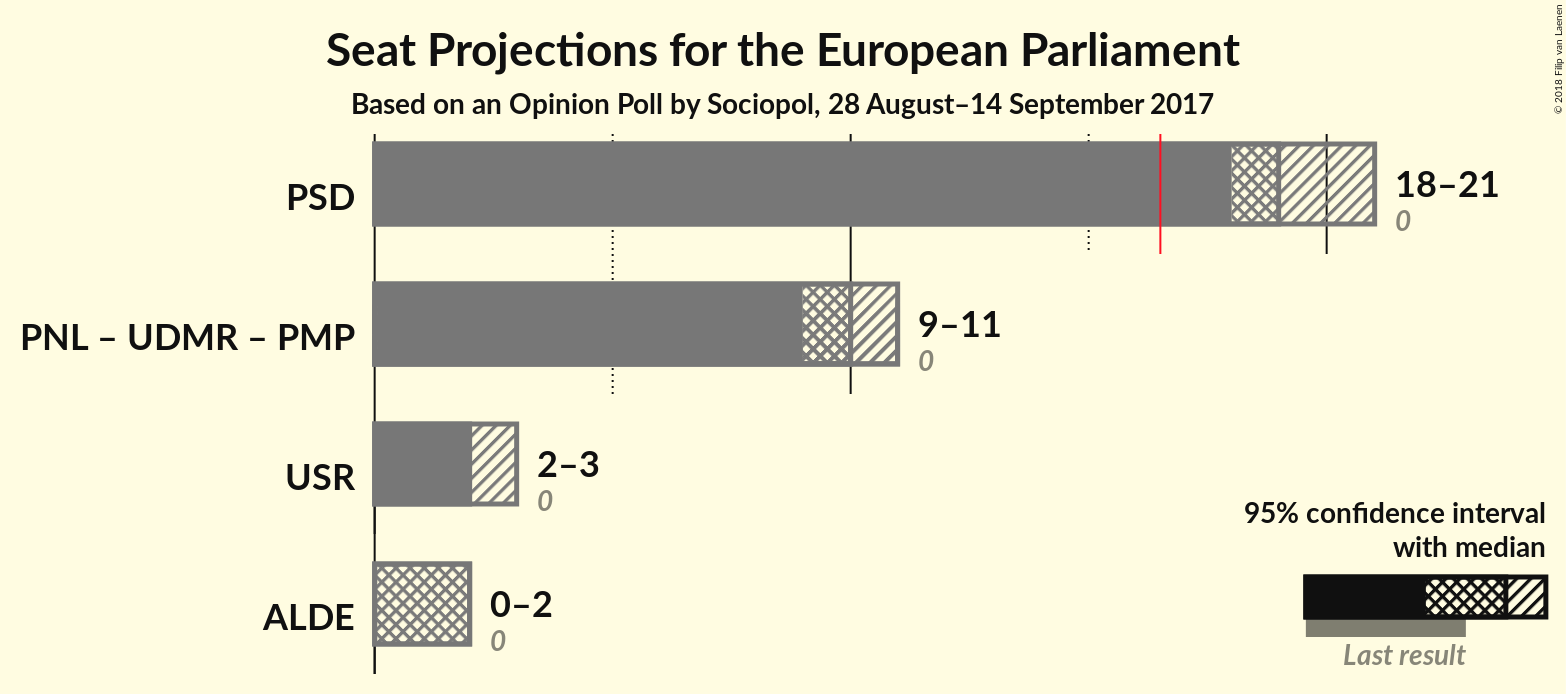 Seat Projections for the European Parliament
Based on an Opinion Poll by Sociopol, 28 August–14 September 2017
© 2018 Filip van Laenen
PSD
18–21
0
PNL – UDMR – PMP
9–11
0
USR
2–3
0
ALDE
0–2
0
95% confidence interval
with median
Last result